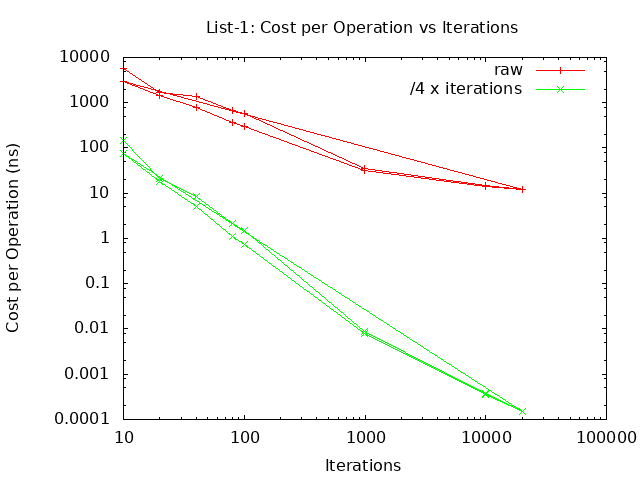 List-1: Cost per Operation vs Iterations
10000
1000
100
10
1
0.1
0.01
0.001
0.0001
Cost per Operation (ns)
raw
/4 x iterations
10 100 1000 10000 100000
Iterations